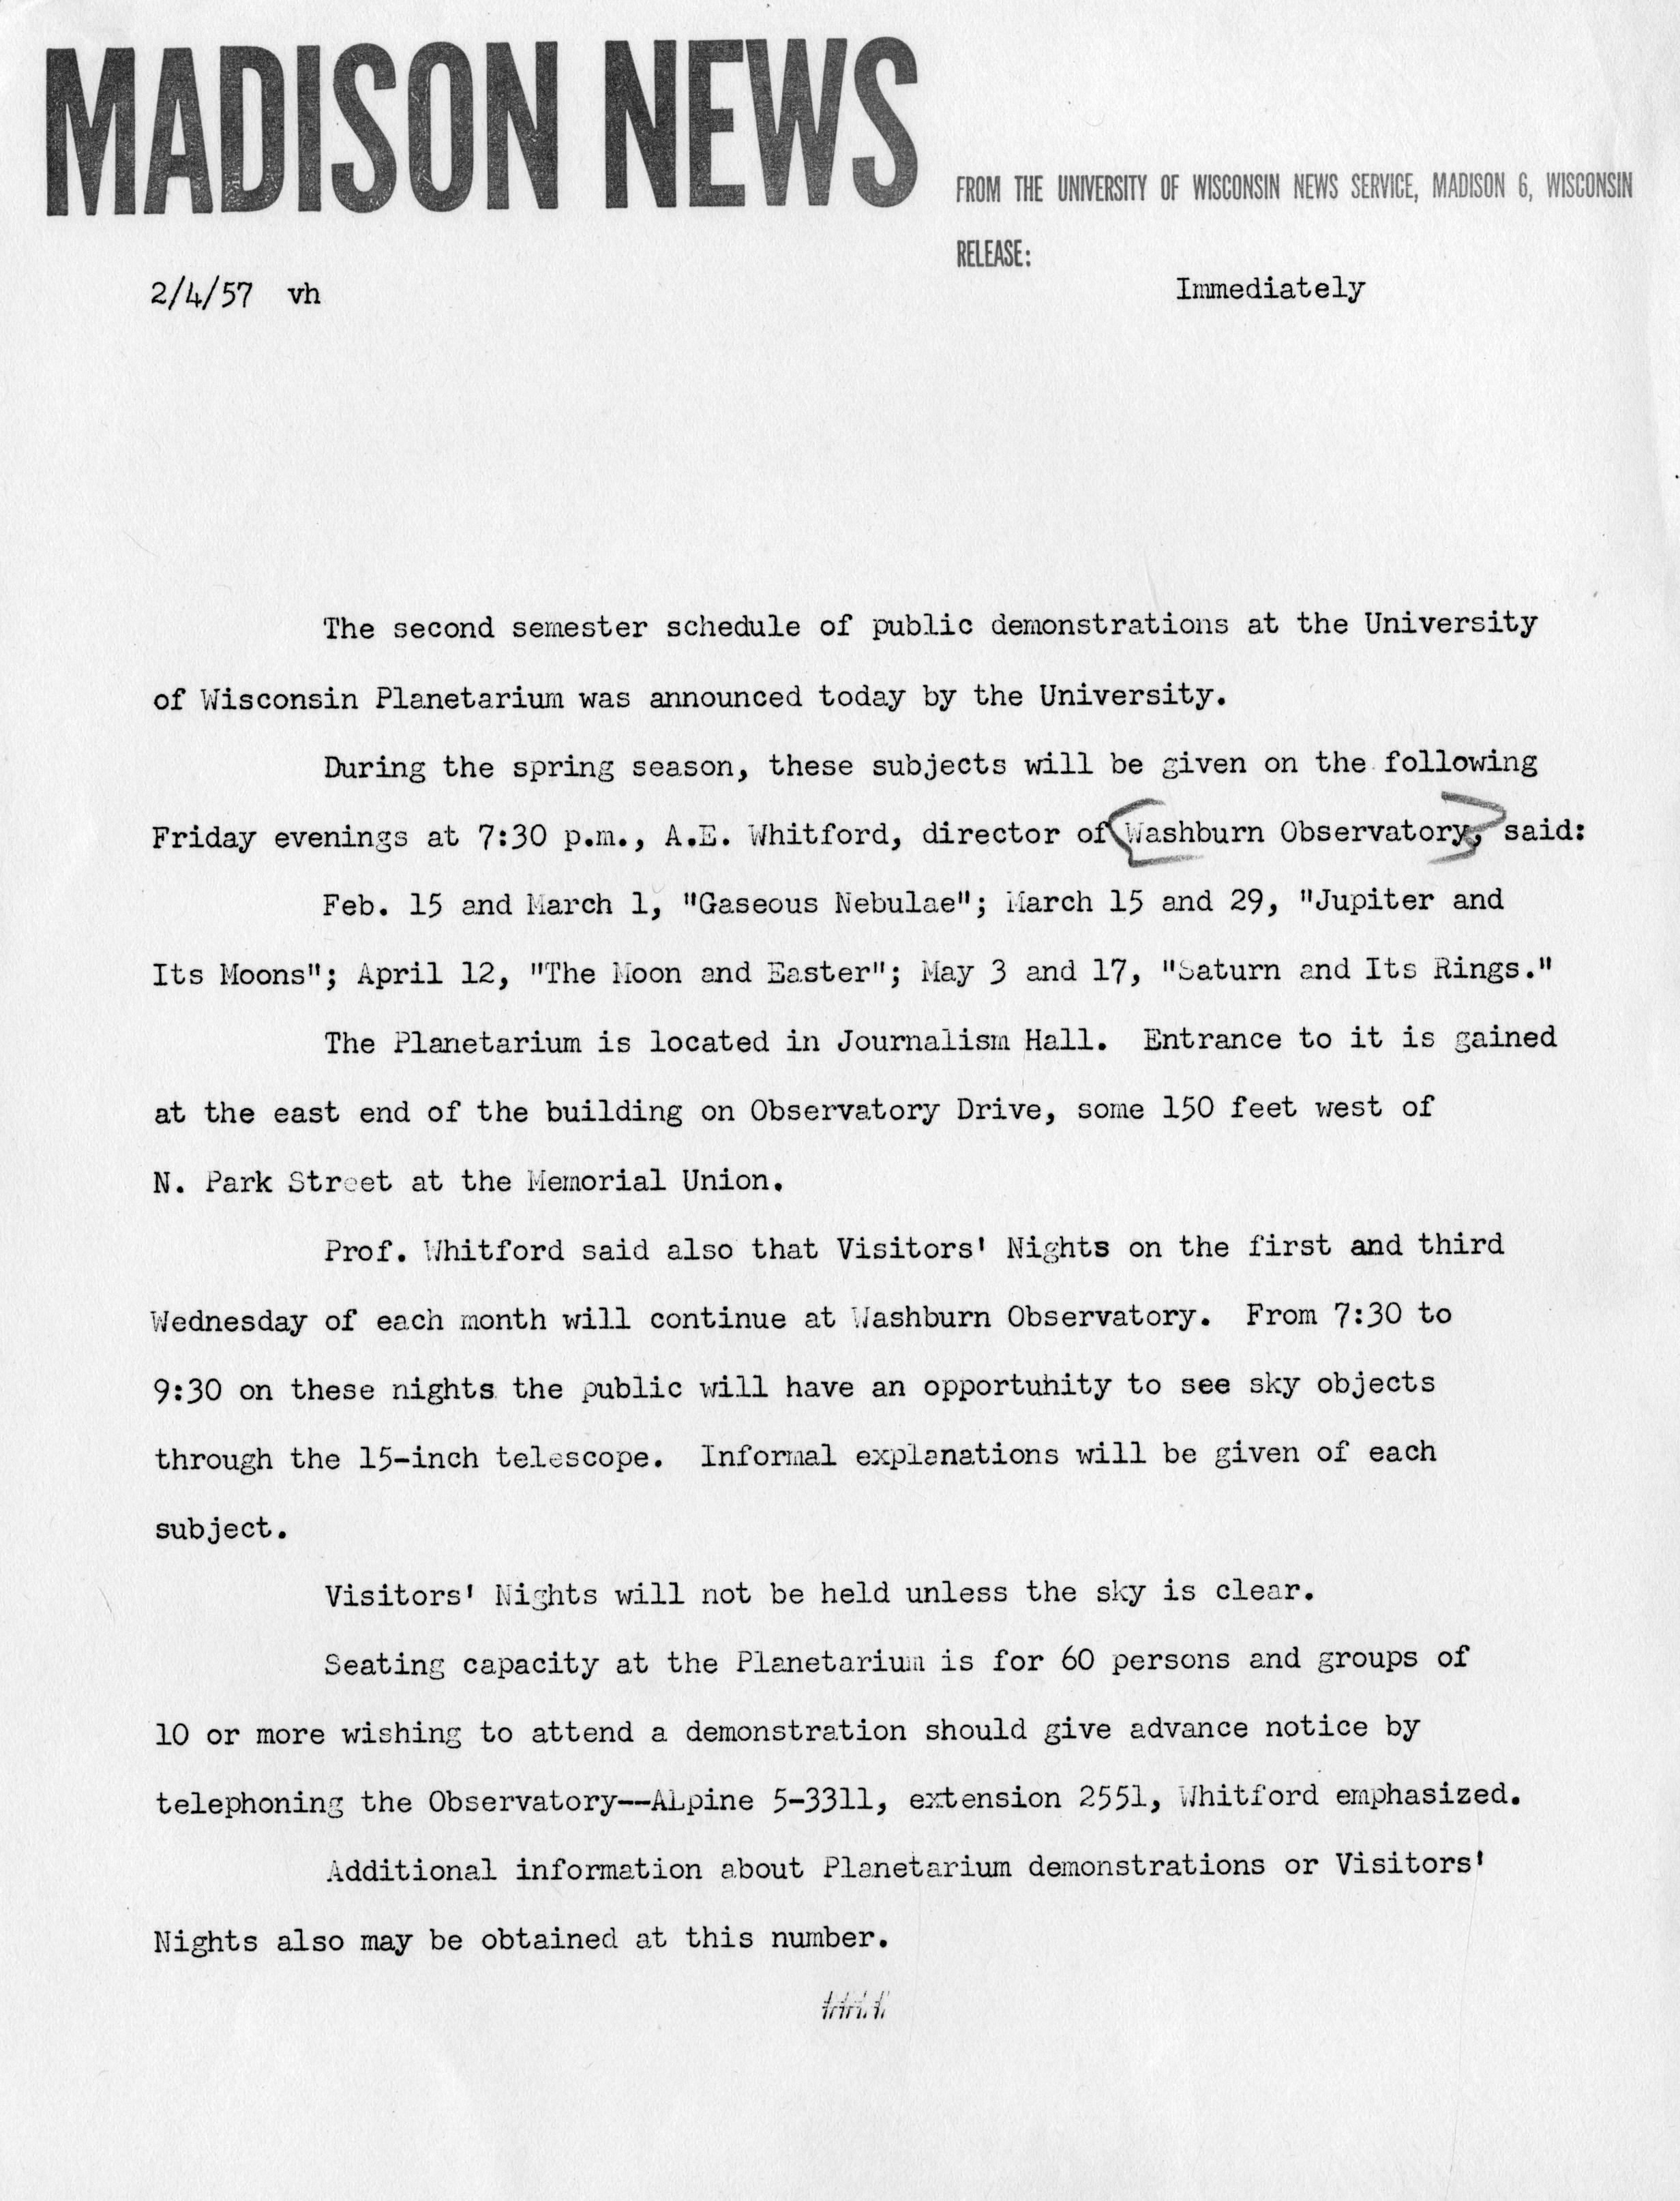 MADISON NEWS
FROM THE UNIVERSITY OF WISCONSIN NEWS SERVICE, MADISON 6, WISCONSIN
RELEASE:
2/4/57 vh
Immediately
The second semester schedule of public demonstrations at the University
of Wisconsin Planetarium was announced today by the University.
During the spring season, these subjects will be given on the following
Friday evenings at 7:30 p.m., A.E. Whitford, director of Washburn Observatory, said:
Feb. 15 and March 1, "Gaseous Nebulae"; March 15 and 29, "Jupiter and
Its Moons"; April 12, "The Moon and Easter"; May 3 and 17, "Saturn and Its Rings."
The Planetarium is located in Journalism Hall. Entrance to it is gained
at the east end of the building on Observatory Drive, some 150 feet west of
N. Park Street at the Memorial Union.
Prof. Whitford said also that Visitors' Nights on the first and third
Wednesday of each month will continue at Washburn Observatory. From 7:30 to
9:30 on these nights the public will have an opportuhity to see sky objects
through the 15-inch telescope. Informal explanations will be given of each
subject.
Visitors' Nights will not be held unless the sky is clear.
Seating capacity at the Planetarium is for 60 persons and groups of
10 or more wishing to attend a demonstration should give advance notice by
telephoning the Observatory--ALpine 5-3311, extension 2551, Whitford emphasized.
Additional information about Planetarium demonstrations or Visitors'
Nights also may be obtained at this number.
####